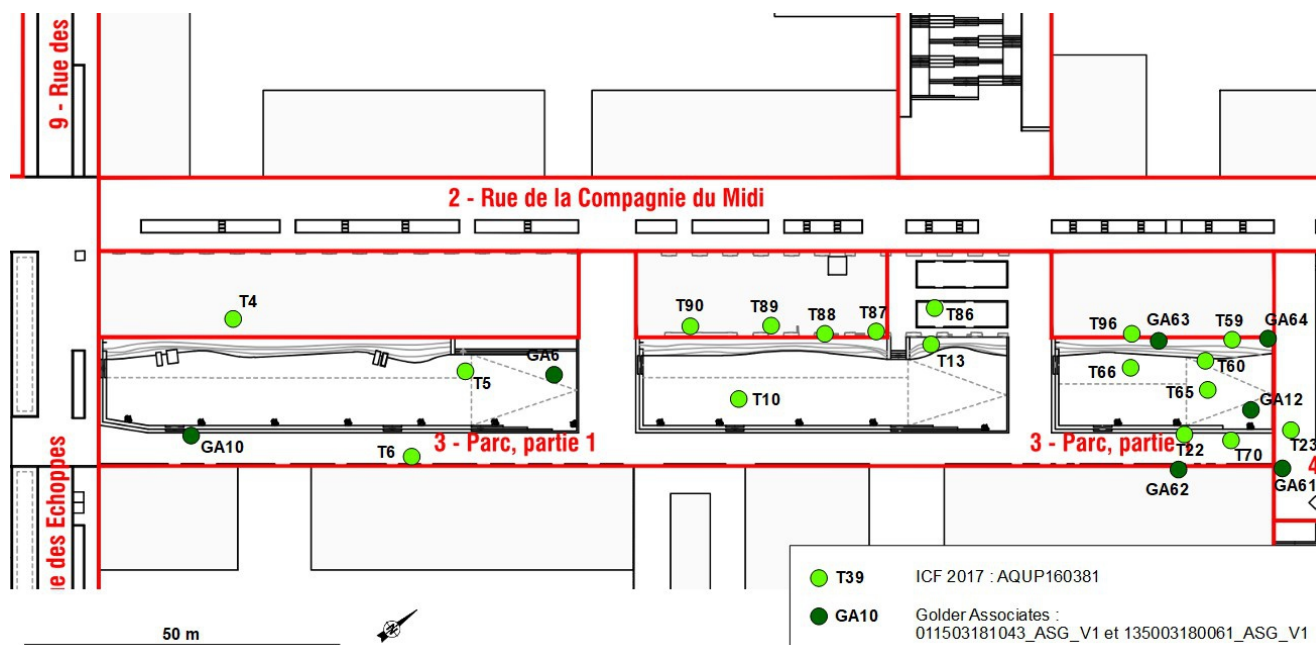 9 - Rue des
2 - Rue de la Compagnie du Midi
T4
T90
T89
T88
T87
T86
T13
T96
GA63
T59
GA64
GA6
T5
T10
T66
T60
T65
GA12
GA10
T6
3 - Parc, partie 1
3 - Parc, partie
T22
T70
T23
GA62
GA61
4
ue des Echoppes
T39
ICF 2017 : AQUP160381
GA10
Golder Associates :
011503181043_ASG_V1 et 135003180061_ASG_V1
50 m